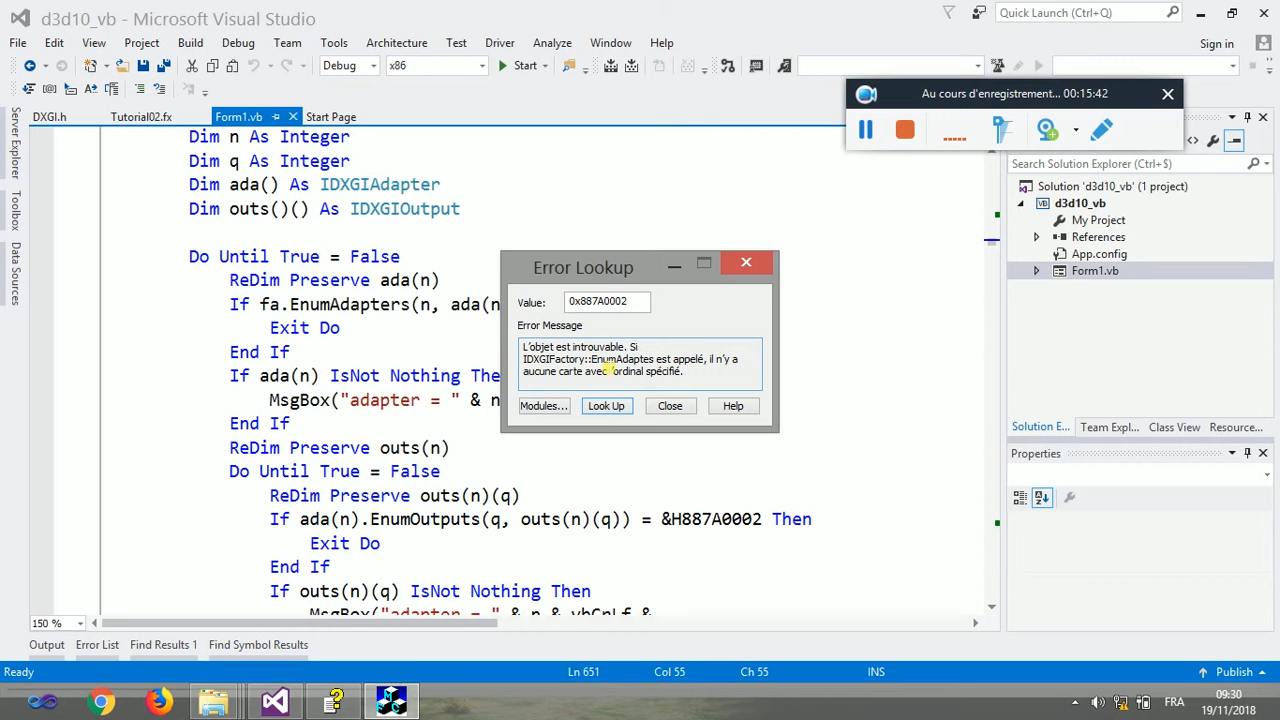 d3d10_vb - Microsoft Visual Studio
Quick Launch (Ctrl+Q)
File Edit View Project Build Debug Team Tools Architecture Test Driver Analyze Window Help
Sign in
Debug x86 Start
Au cours d'enregistrement... 00:15:42
DXGI.h Tutorial02.fx Form1.vb Start Page
Server Explorer
Toolbox
Data Sources
Dim n As Integer
Dim q As Integer
Dim ada() As IDXGIAdapter
Dim outs()() As IDXGIOutput
Do Until True = False
ReDim Preserve ada(n)
If fa.EnumAdapters(n, ada(n
Exit Do
End If
If ada(n) IsNot Nothing The
MsgBox("adapter = " & n
End If
ReDim Preserve outs(n)
Do Until True = False
ReDim Preserve outs(n)(q)
If ada(n).EnumOutputs(q, outs(n)(q)) = &H887A0002 Then
Exit Do
End If
If outs(n)(q) IsNot Nothing Then
MsgBox("adapter = " & n & vbCrLf &
Error Lookup
Value: 0x887A0002
Error Message
L'objet est introuvable. Si
IDXGIFactory::EnumAdaptes est appelé, il n'y a
aucune carte avec l'ordinal spécifié.
Modules... Look Up Close Help
Search Solution Explorer (Ctrl+$)
Solution 'd3d10_vb' (1 project)
d3d10_vb
My Project
References
App.config
Form1.vb
Solution E... Team Expl... Class View Resource...
Properties
150 %
Output Error List Find Results 1 Find Symbol Results
Ready Ln 651 Col 55 Ch 55 INS Publish
FRA
09:30
19/11/2018